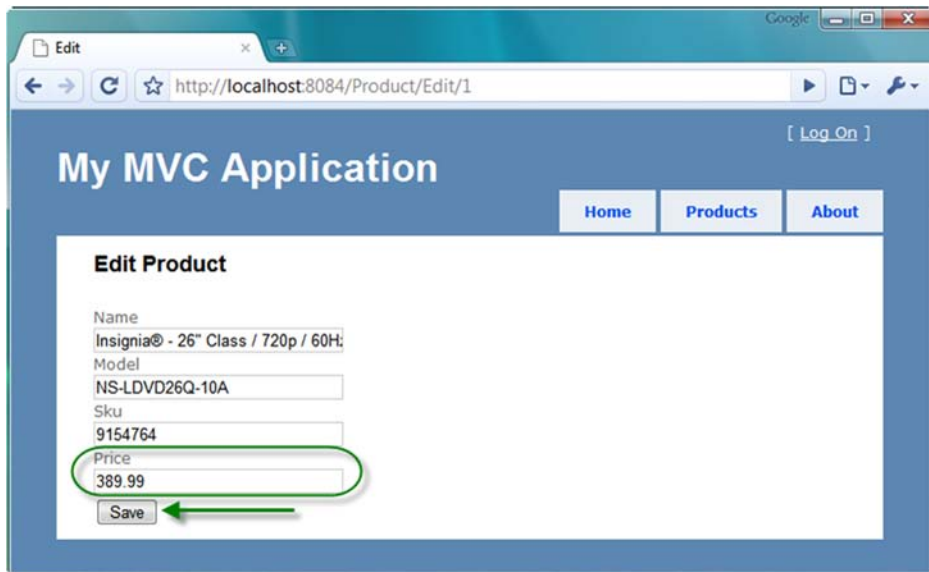 Google
Edit
http://localhost:8084/Product/Edit/1
[ Log On ]
My MVC Application
Home Products About
Edit Product
Name
Insignia® - 26" Class / 720p / 60Hz
Model
NS-LDVD26Q-10A
Sku
9154764
Price
389.99
Save